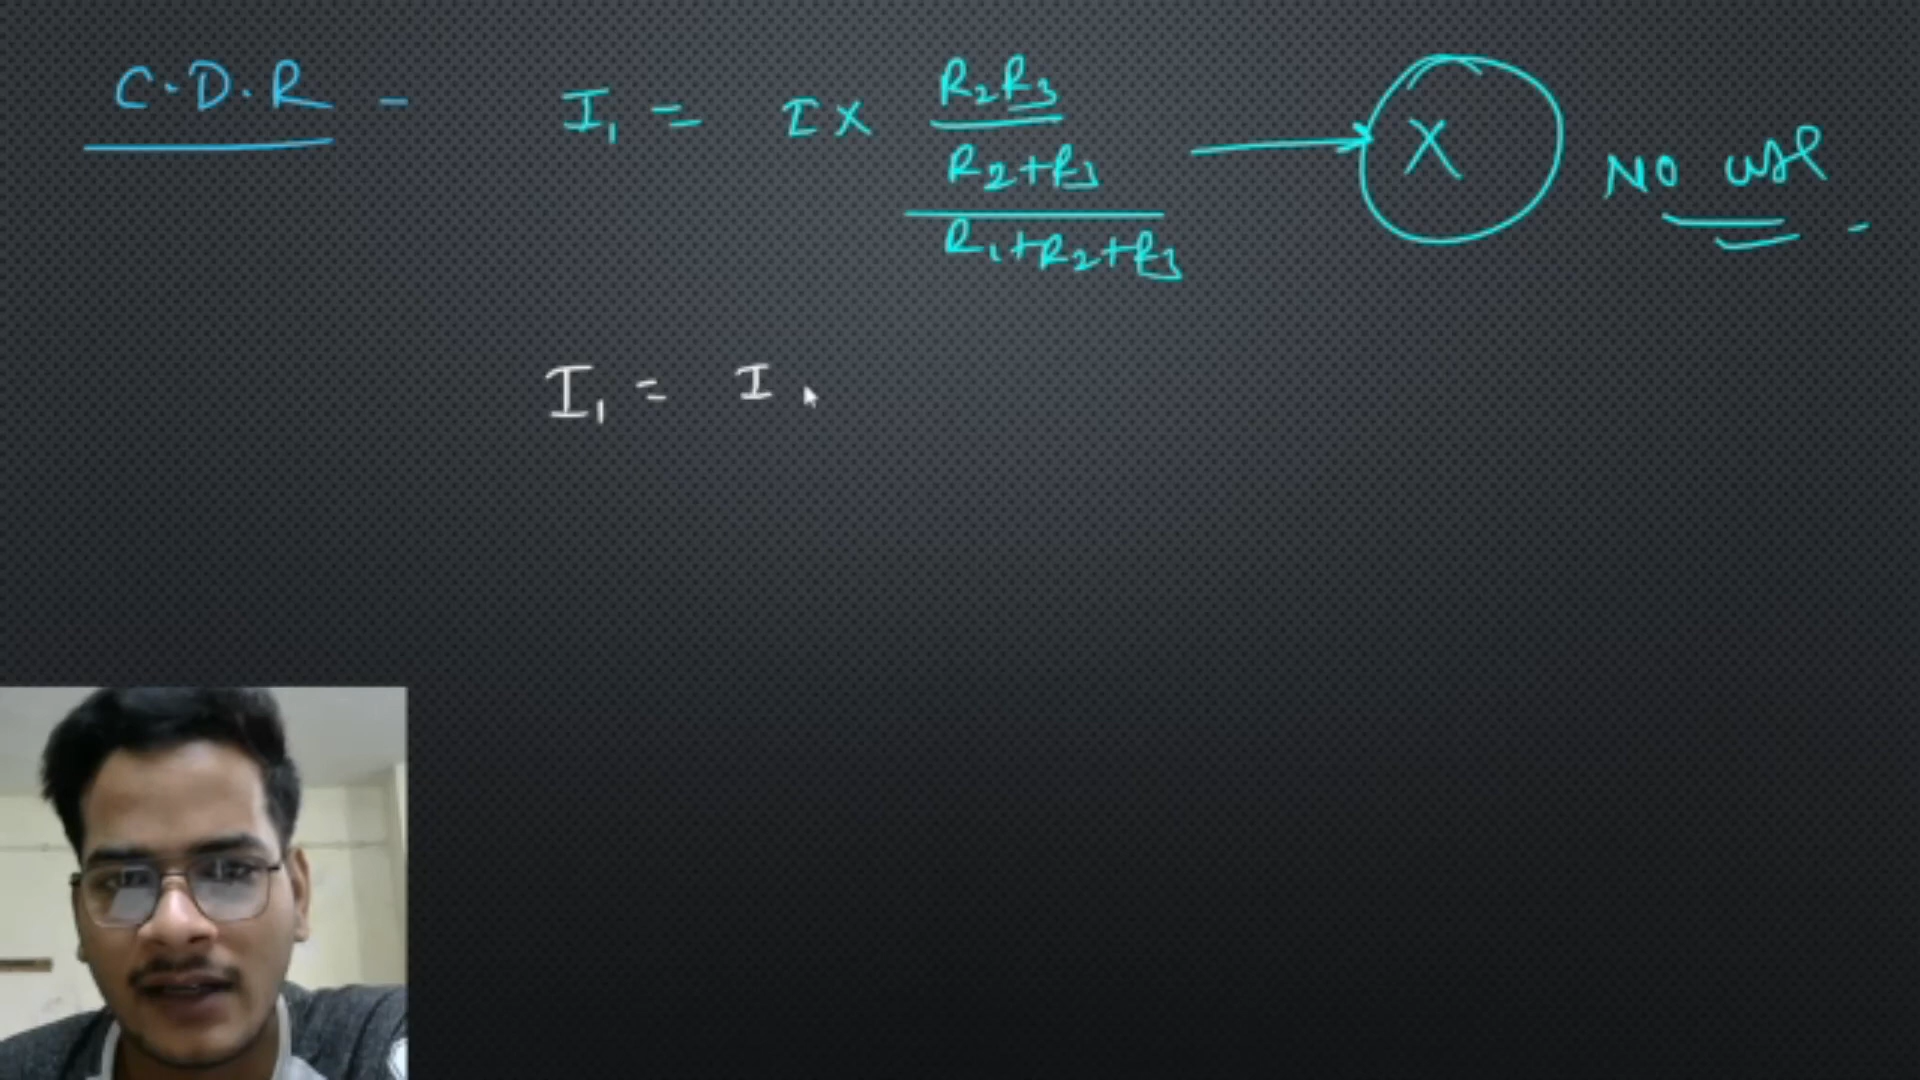 C.D.R -
I₁ = I × (R₂R₃ / R₂+R₃) / (R₁+R₂+R₃) → X No use
I₁ = I